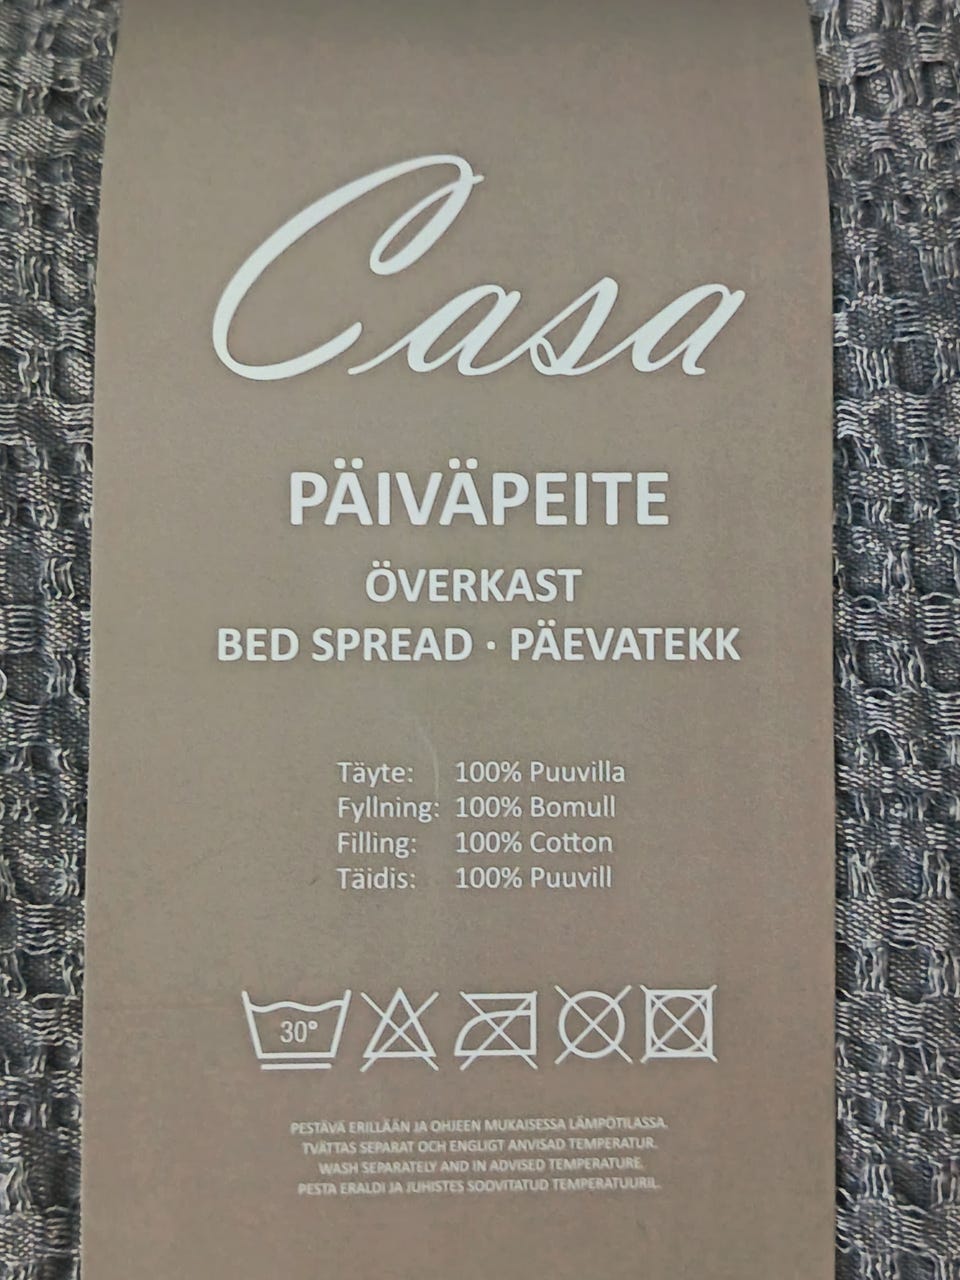 Casa
PÄIVÄPEITE
ÖVERKAST
BED SPREAD · PÄEVATEKK
Täyte: 100% Puuvilla
Fyllning: 100% Bomull
Filling: 100% Cotton
Täidis: 100% Puuvill
30°
PESTÄVÄ ERILLÄÄN JA OHJEEN MUKAISESSA LÄMPÖTILASSA.
TVÄTTAS SEPARAT OCH ENGLIGT ANVISAD TEMPERATUR.
WASH SEPARATELY AND IN ADVISED TEMPERATURE.
PESTA ERALDI JA JUHISTES SOOVITATUD TEMPERATUURIL.